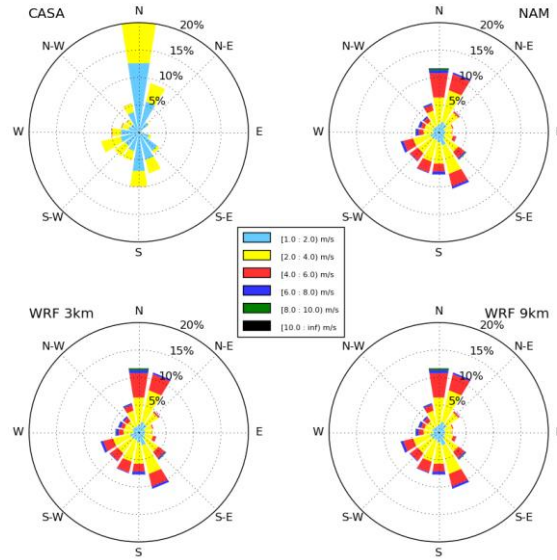 CASA
N
20%
15%
10%
5%
N-W
N-E
W
E
S-W
S-E
S
NAM
N
20%
15%
10%
5%
N-W
N-E
W
E
S-W
S-E
S
[1.0 : 2.0) m/s
[2.0 : 4.0) m/s
[4.0 : 6.0) m/s
[6.0 : 8.0) m/s
[8.0 : 10.0) m/s
[10.0 : inf) m/s
WRF 3km
N
20%
15%
10%
5%
N-W
N-E
W
E
S-W
S-E
S
WRF 9km
N
20%
15%
10%
5%
N-W
N-E
W
E
S-W
S-E
S